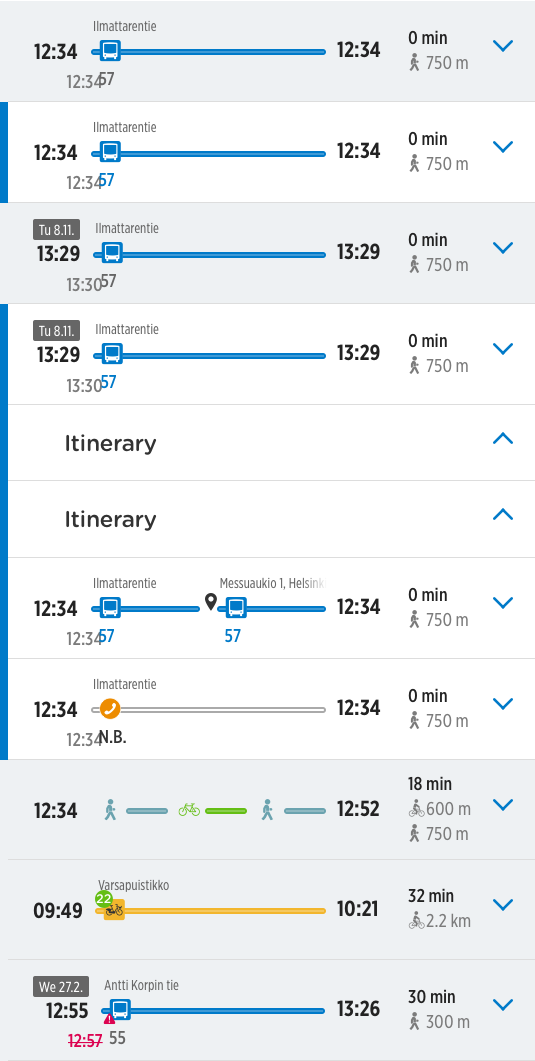 Ilmattarentie
12:34 12:34 0 min
750 m
12:34 57
Ilmattarentie
12:34 12:34 0 min
750 m
12:34 57
Tu 8.11. Ilmattarentie
13:29 13:29 0 min
750 m
13:30 57
Tu 8.11. Ilmattarentie
13:29 13:29 0 min
750 m
13:30 57
Itinerary
Itinerary
Ilmattarentie Messuaukio 1, Helsink
12:34 12:34 0 min
750 m
12:34 57 57
Ilmattarentie
12:34 12:34 0 min
750 m
12:34 N.B.
18 min
12:34 12:52 600 m
750 m
Varsapuistikko
22
09:49 10:21 32 min
2.2 km
We 27.2. Antti Korpin tie
12:55 13:26 30 min
300 m
12:57 55